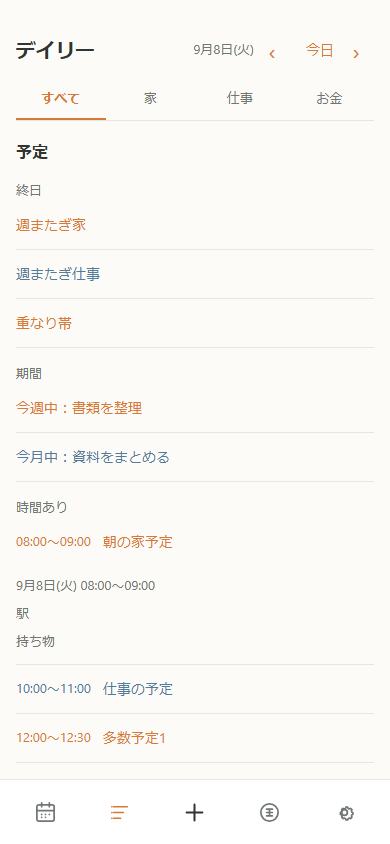 デイリー 9月8日(火) ‹ 今日 ›
すべて 家 仕事 お金
予定
終日
週またぎ家
週またぎ仕事
重なり帯
期間
今週中：書類を整理
今月中：資料をまとめる
時間あり
08:00〜09:00 朝の家予定
9月8日(火) 08:00〜09:00
駅
持ち物
10:00〜11:00 仕事の予定
12:00〜12:30 多数予定1